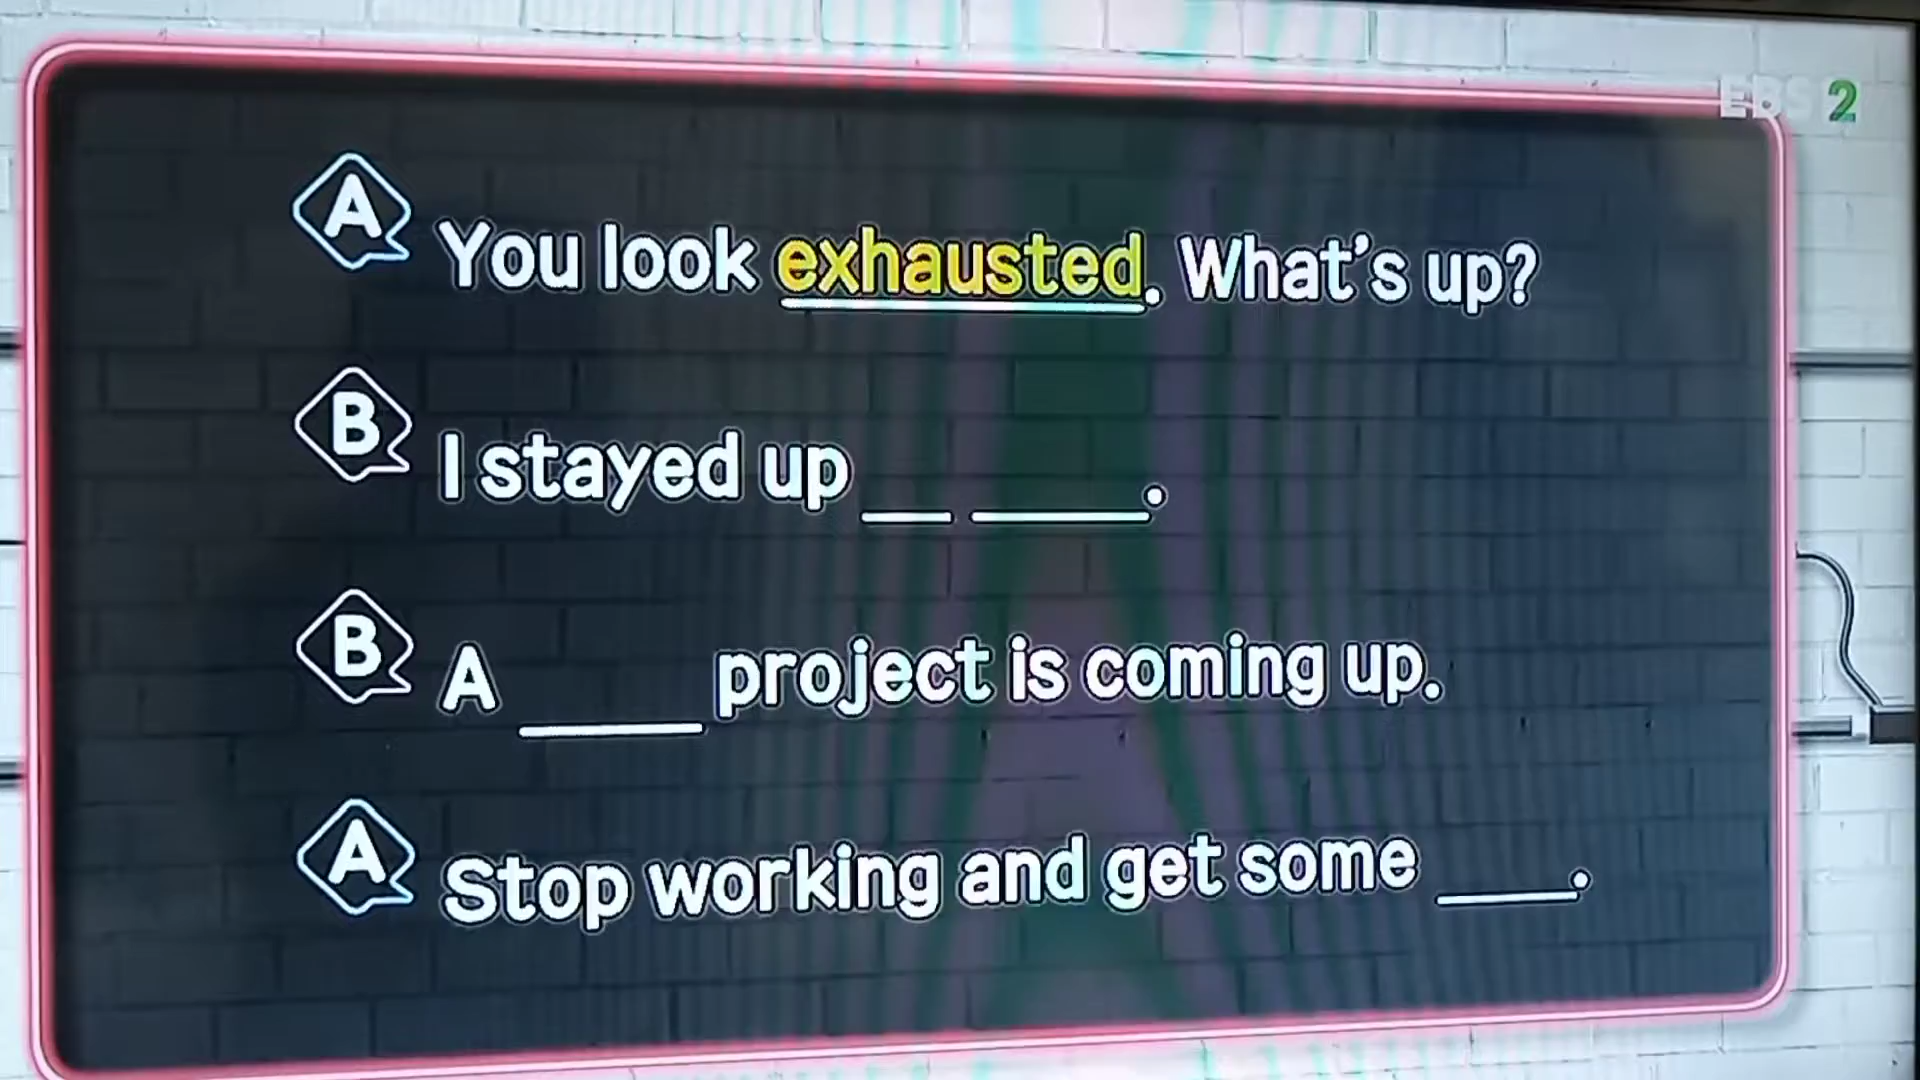 EBS 2
A You look exhausted. What's up?
B I stayed up __ ____.
B A ____ project is coming up.
A Stop working and get some ___.